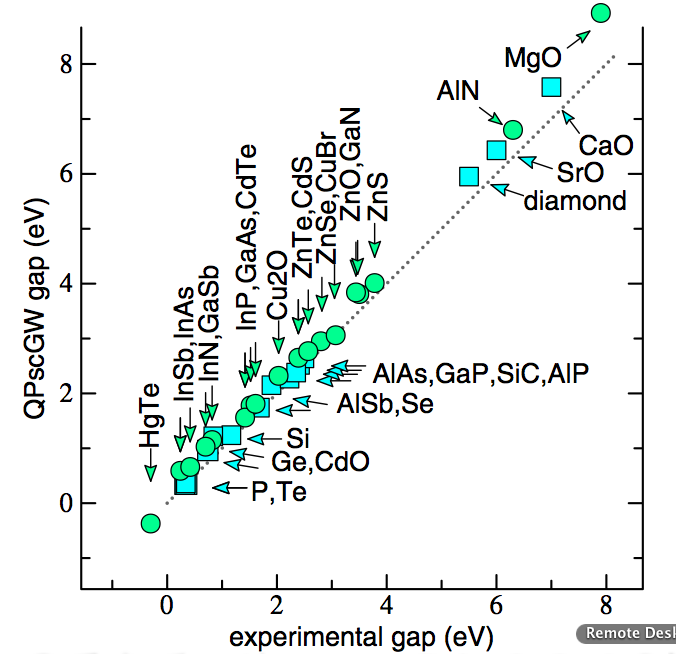 MgO
8
AlN
CaO
SrO
diamond
6
ZnS
ZnO,GaN
ZnSe,CuBr
ZnTe,CdS
Cu2O
InP,GaAs,CdTe
InN,GaSb
InSb,InAs
HgTe
4
QPscGW gap (eV)
AlAs,GaP,SiC,AlP
2
AlSb,Se
Si
Ge,CdO
P,Te
0
0 2 4 6 8
experimental gap (eV)
Remote Desk